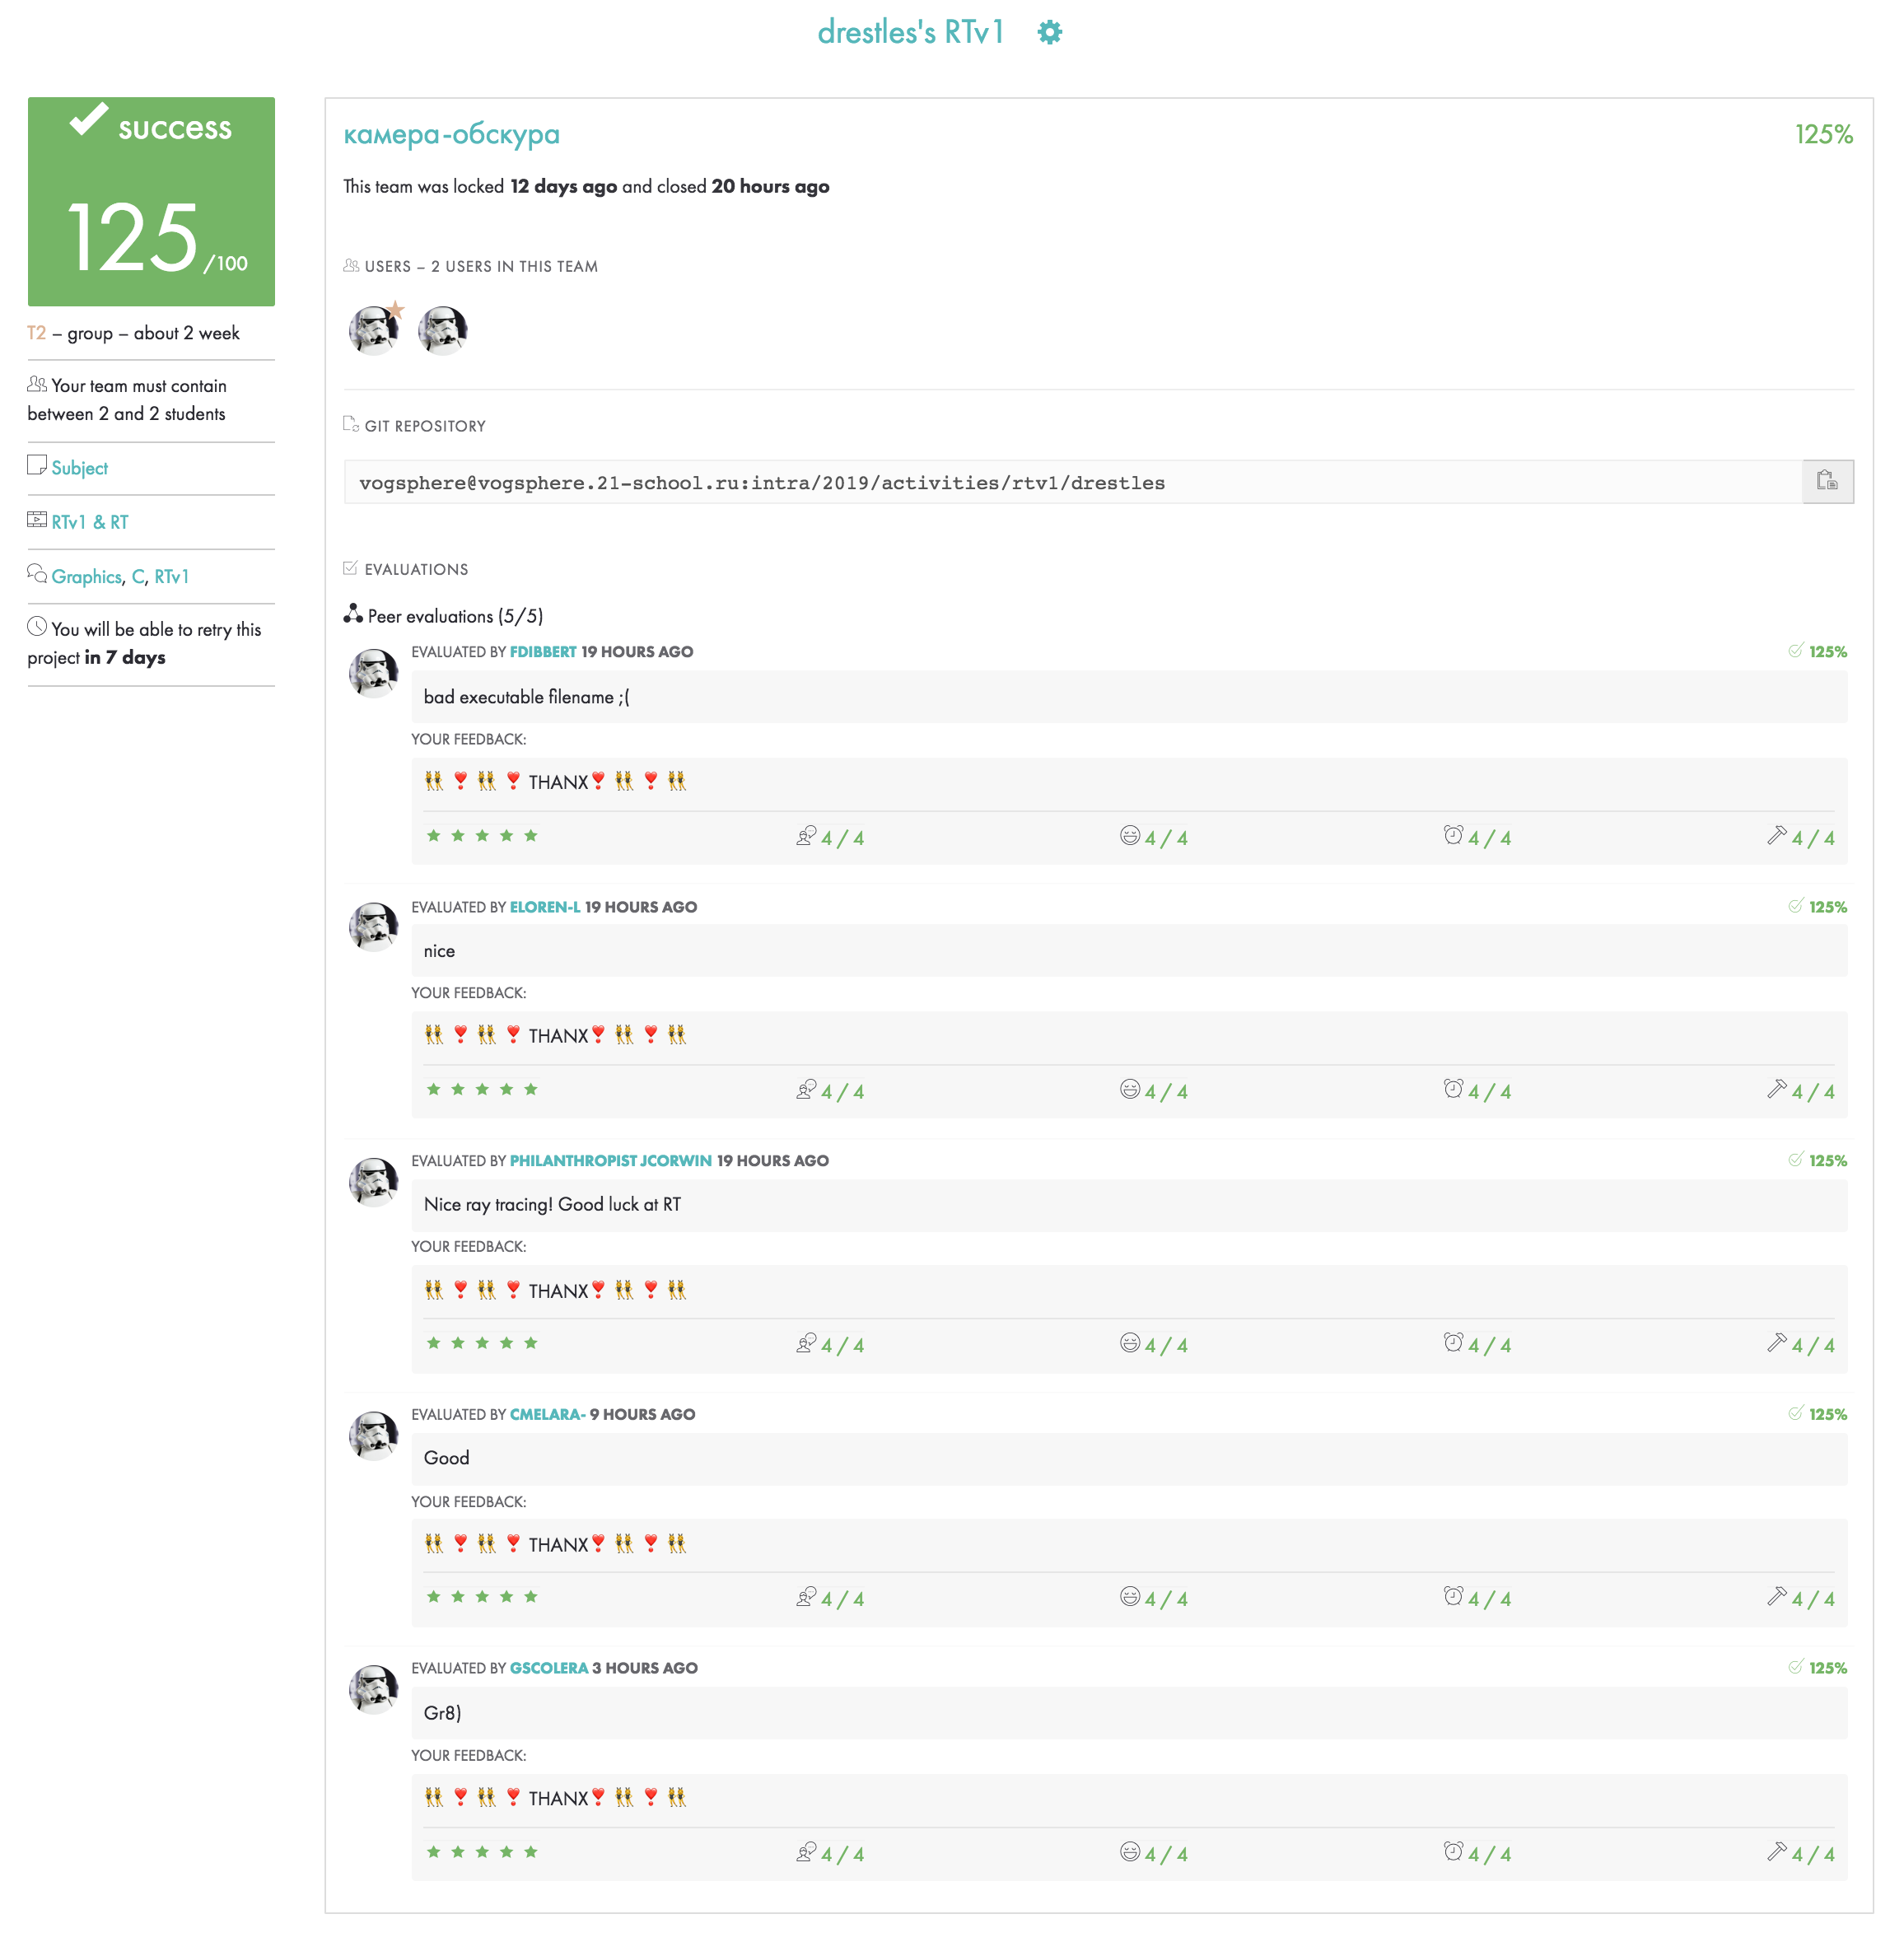 drestles's RTv1
success
125/100
T2 – group – about 2 week
Your team must contain
between 2 and 2 students
Subject
RTv1 & RT
Graphics, C, RTv1
You will be able to retry this
project in 7 days
камера-обскура
125%
This team was locked 12 days ago and closed 20 hours ago
USERS – 2 USERS IN THIS TEAM
GIT REPOSITORY
vogsphere@vogsphere.21-school.ru:intra/2019/activities/rtv1/drestles
EVALUATIONS
Peer evaluations (5/5)
EVALUATED BY FDIBBERT 19 HOURS AGO
125%
bad executable filename ;(
YOUR FEEDBACK:
👯 ❣️ 👯 ❣️ THANX❣️ 👯 ❣️ 👯
★ ★ ★ ★ ★ 4 / 4 4 / 4 4 / 4 4 / 4
EVALUATED BY ELOREN-L 19 HOURS AGO
125%
nice
YOUR FEEDBACK:
👯 ❣️ 👯 ❣️ THANX❣️ 👯 ❣️ 👯
★ ★ ★ ★ ★ 4 / 4 4 / 4 4 / 4 4 / 4
EVALUATED BY PHILANTHROPIST JCORWIN 19 HOURS AGO
125%
Nice ray tracing! Good luck at RT
YOUR FEEDBACK:
👯 ❣️ 👯 ❣️ THANX❣️ 👯 ❣️ 👯
★ ★ ★ ★ ★ 4 / 4 4 / 4 4 / 4 4 / 4
EVALUATED BY CMELARA- 9 HOURS AGO
125%
Good
YOUR FEEDBACK:
👯 ❣️ 👯 ❣️ THANX❣️ 👯 ❣️ 👯
★ ★ ★ ★ ★ 4 / 4 4 / 4 4 / 4 4 / 4
EVALUATED BY GSCOLERA 3 HOURS AGO
125%
Gr8)
YOUR FEEDBACK:
👯 ❣️ 👯 ❣️ THANX❣️ 👯 ❣️ 👯
★ ★ ★ ★ ★ 4 / 4 4 / 4 4 / 4 4 / 4